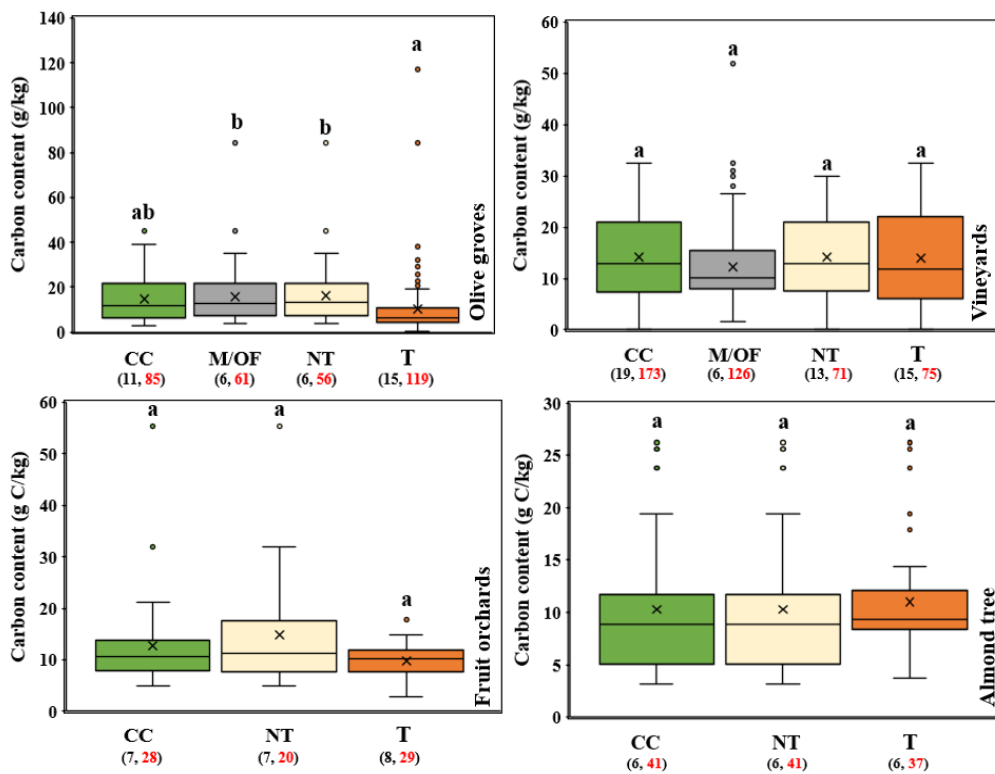 Carbon content (g/kg)
140
120
100
80
60
40
20
0
ab
b
b
a
Olive groves
CC
M/OF
NT
T
(11, 85)
(6, 61)
(6, 56)
(15, 119)
Carbon content (g/kg)
60
50
40
30
20
10
0
a
a
a
a
Vineyards
CC
M/OF
NT
T
(19, 173)
(6, 126)
(13, 71)
(15, 75)
Carbon content (g C/kg)
60
50
40
30
20
10
0
a
a
a
Fruit orchards
CC
NT
T
(7, 28)
(7, 20)
(8, 29)
Carbon content (g C/kg)
30
25
20
15
10
5
0
a
a
a
Almond tree
CC
NT
T
(6, 41)
(6, 41)
(6, 37)